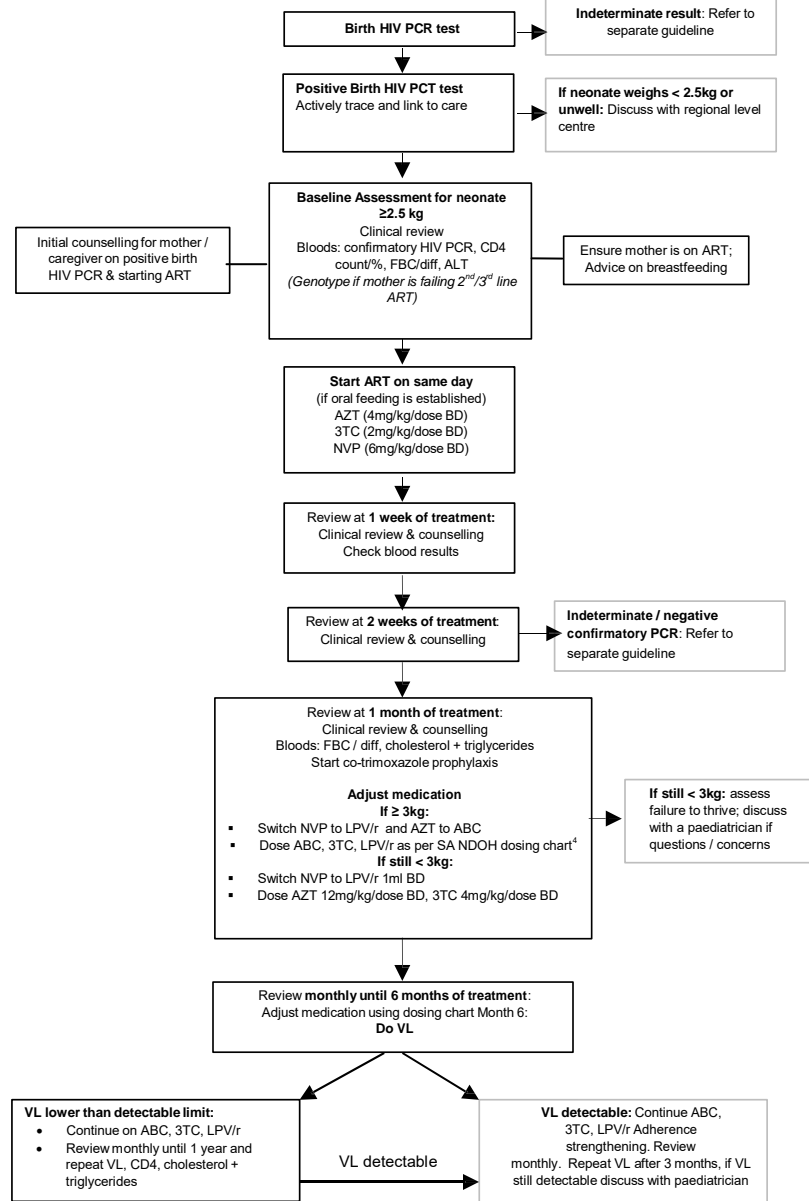 Birth HIV PCR test
Indeterminate result: Refer to
separate guideline
Positive Birth HIV PCT test
Actively trace and link to care
If neonate weighs < 2.5kg or
unwell: Discuss with regional level
centre
Baseline Assessment for neonate
≥2.5 kg
Clinical review
Bloods: confirmatory HIV PCR, CD4
count/%, FBC/diff, ALT
(Genotype if mother is failing 2nd/3rd line
ART)
Initial counselling for mother /
caregiver on positive birth
HIV PCR & starting ART
Ensure mother is on ART;
Advice on breastfeeding
Start ART on same day
(if oral feeding is established)
AZT (4mg/kg/dose BD)
3TC (2mg/kg/dose BD)
NVP (6mg/kg/dose BD)
Review at 1 week of treatment:
Clinical review & counselling
Check blood results
Review at 2 weeks of treatment:
Clinical review & counselling
Indeterminate / negative
confirmatory PCR: Refer to
separate guideline
Review at 1 month of treatment:
Clinical review & counselling
Bloods: FBC / diff, cholesterol + triglycerides
Start co-trimoxazole prophylaxis
Adjust medication
If ≥ 3kg:
▪ Switch NVP to LPV/r and AZT to ABC
▪ Dose ABC, 3TC, LPV/r as per SA NDOH dosing chart4
If still < 3kg:
▪ Switch NVP to LPV/r 1ml BD
▪ Dose AZT 12mg/kg/dose BD, 3TC 4mg/kg/dose BD
If still < 3kg: assess
failure to thrive; discuss
with a paediatrician if
questions / concerns
Review monthly until 6 months of treatment:
Adjust medication using dosing chart Month 6:
Do VL
VL lower than detectable limit:
• Continue on ABC, 3TC, LPV/r
• Review monthly until 1 year and
repeat VL, CD4, cholesterol +
triglycerides
VL detectable
VL detectable: Continue ABC,
3TC, LPV/r Adherence
strengthening. Review
monthly. Repeat VL after 3 months, if VL
still detectable discuss with paediatrician